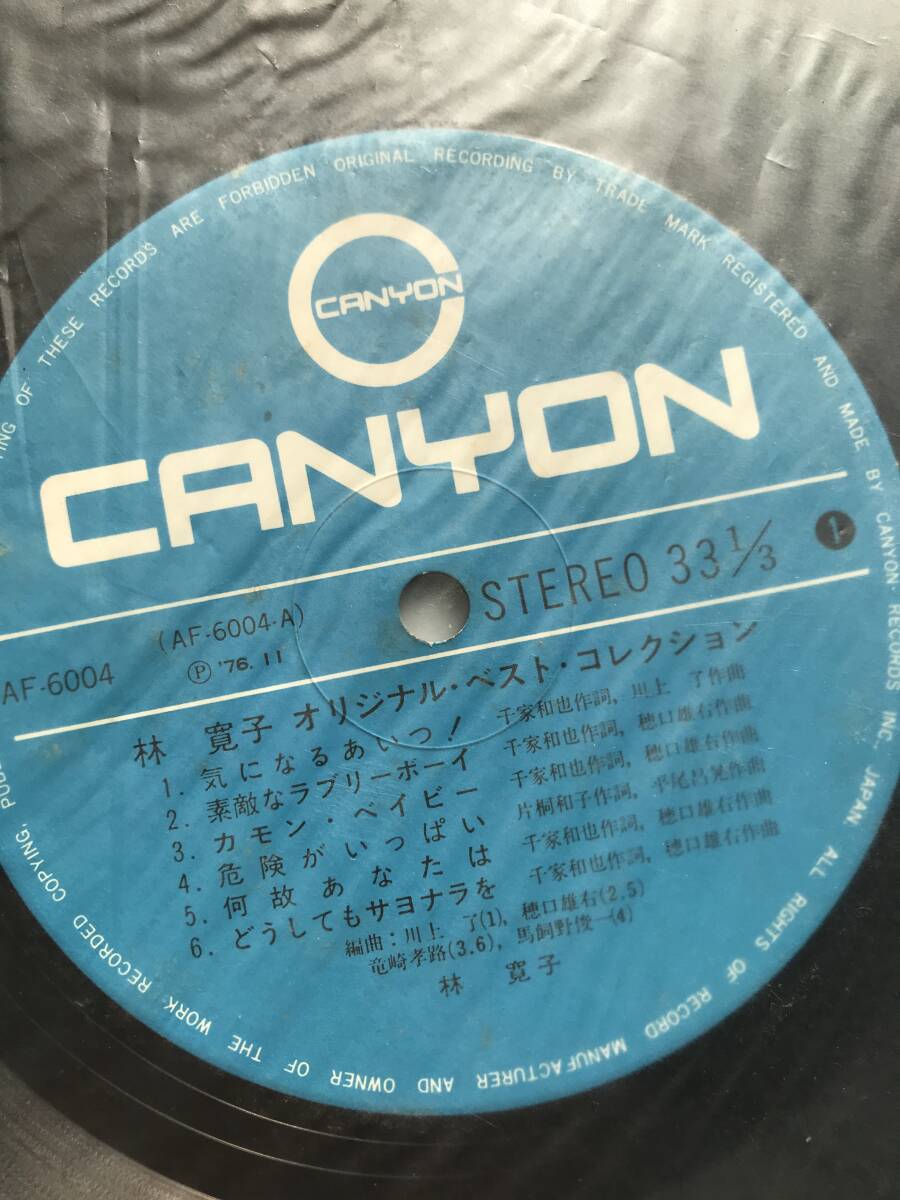 TING OF THESE RECORDS ARE FORBIDDEN ORIGINAL RECORDING BY TRADE MARK REGISTERED AND MADE BY CANYON RECORDS INC. JAPAN ALL RIGHTS OF RECORD MANUFACTURER AND OWNER OF THE WORK RECORDED COPYING, PUBL
CANYON
CANYON
STEREO 33 1/3 1
AF-6004 (AF-6004-A)
Ⓟ '76.11
林 寛子 オリジナル・ベスト・コレクション
1. 気になるあいつ! 千家和也作詞, 川上 了作曲
2. 素敵なラブリーボーイ 千家和也作詞, 穂口雄右作曲
3. カモン・ベイビー 千家和也作詞, 穂口雄右作曲
4. 危険がいっぱい 片桐和子作詞, 平尾昌晃作曲
5. 何故あなたは 千家和也作詞, 穂口雄右作曲
6. どうしてもサヨナラを 千家和也作詞, 穂口雄右作曲
編曲:川上 了(1), 穂口雄右(2.5)
竜崎孝路(3.6), 馬飼野俊一(4)
林 寛子